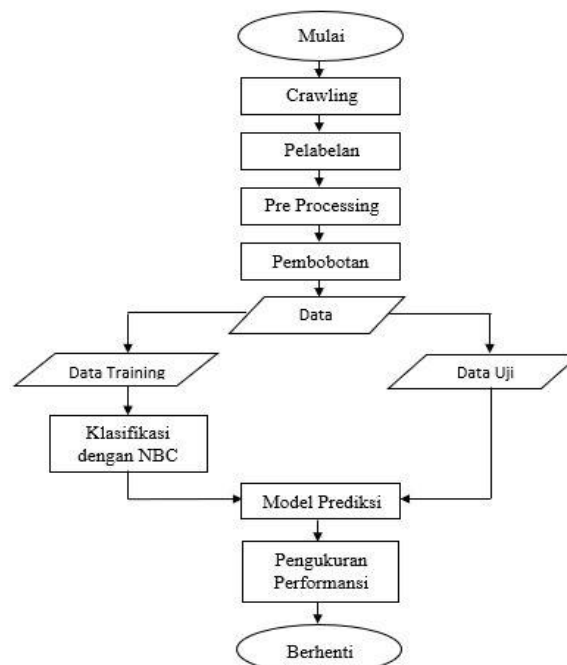 Mulai
Crawling
Pelabelan
Pre Processing
Pembobotan
Data
Data Training
Data Uji
Klasifikasi
dengan NBC
Model Prediksi
Pengukuran
Performansi
Berhenti